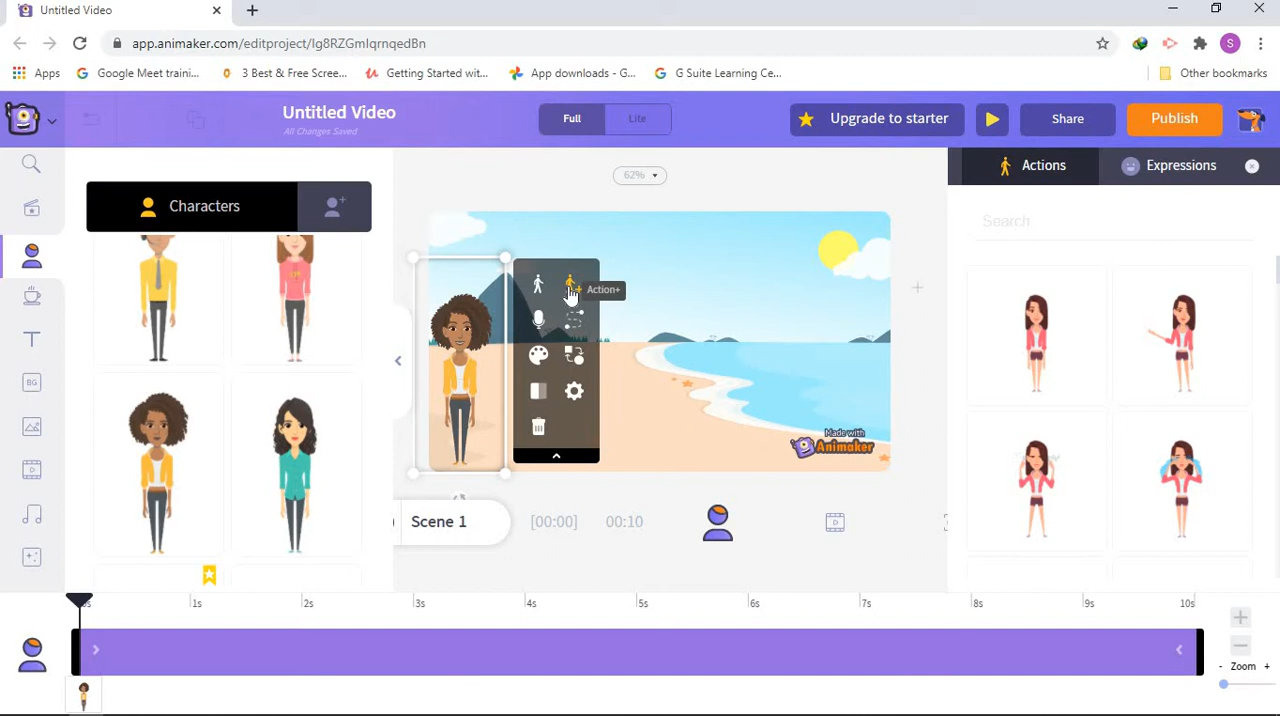 Untitled Video
app.animaker.com/editproject/Ig8RZGmIqrnqedBn
S
Apps
Google Meet traini...
3 Best & Free Scree...
Getting Started wit...
App downloads - G...
G Suite Learning Ce...
Other bookmarks
Untitled Video
All Changes Saved
Full
Lite
Upgrade to starter
Share
Publish
Characters
62%
Actions
Expressions
Search
Action+
T
BG
Made with
Animaker
Scene 1
[00:00]
00:10
1s
2s
3s
4s
5s
6s
7s
8s
9s
10s
- Zoom +